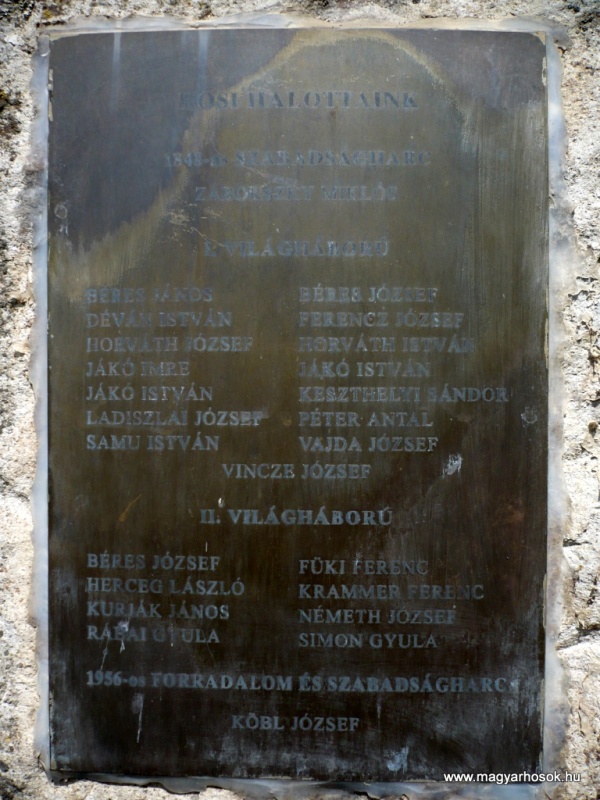 HŐSI HALOTTAINK
1848-as SZABADSÁGHARC
ZÁBORSZKY MIKLÓS
I. VILÁGHÁBORÚ
BÉRES JÁNOS BÉRES JÓZSEF
DÉVÁN ISTVÁN FERENCZ JÓZSEF
HORVÁTH JÓZSEF HORVÁTH ISTVÁN
JÁKÓ IMRE JÁKÓ ISTVÁN
JÁKÓ ISTVÁN KESZTHELYI SÁNDOR
LADISZLAI JÓZSEF PÉTER ANTAL
SAMU ISTVÁN VAJDA JÓZSEF
VINCZE JÓZSEF
II. VILÁGHÁBORÚ
BÉRES JÓZSEF FÜKI FERENC
HERCEG LÁSZLÓ KRAMMER FERENC
KURJÁK JÁNOS NÉMETH JÓZSEF
RÁBAI GYULA SIMON GYULA
1956-os FORRADALOM ÉS SZABADSÁGHARC
KÖBL JÓZSEF
www.magyarhosok.hu